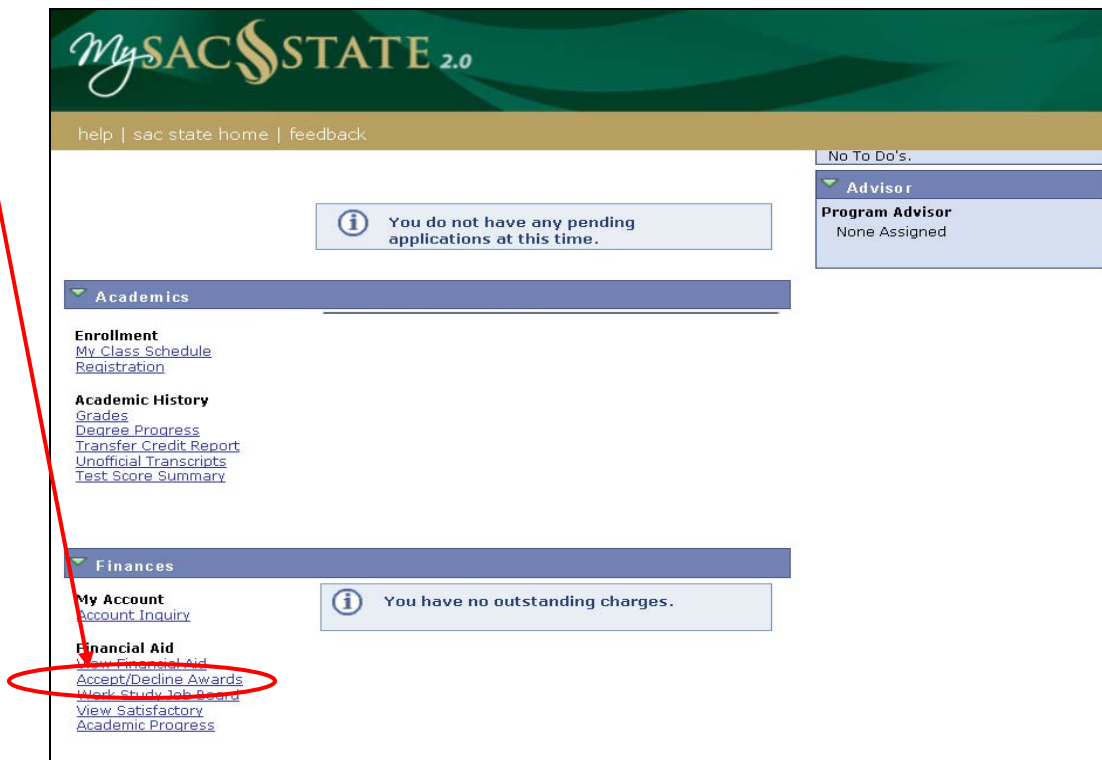 MySAC STATE 2.0
help | sac state home | feedback
No To Do's.
Advisor
Program Advisor
None Assigned
You do not have any pending
applications at this time.
Academics
Enrollment
My Class Schedule
Registration
Academic History
Grades
Degree Progress
Transfer Credit Report
Unofficial Transcripts
Test Score Summary
Finances
My Account
Account Inquiry
You have no outstanding charges.
Financial Aid
View Financial Aid
Accept/Decline Awards
Work Study Job Board
View Satisfactory
Academic Progress